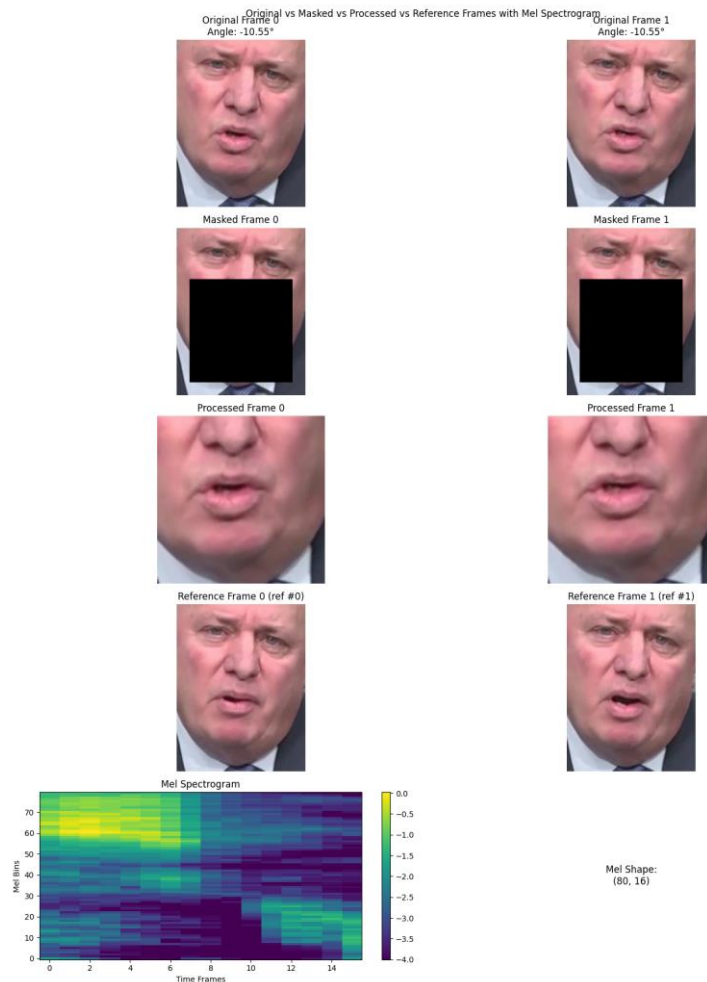 Original vs Masked vs Processed vs Reference Frames with Mel Spectrogram
Original Frame 0
Angle: -10.55°
Original Frame 1
Angle: -10.55°
Masked Frame 0
Masked Frame 1
Processed Frame 0
Processed Frame 1
Reference Frame 0 (ref #0)
Reference Frame 1 (ref #1)
Mel Spectrogram
Mel Bins
70
60
50
40
30
20
10
0
0 2 4 6 8 10 12 14
Time Frames
0.0
-0.5
-1.0
-1.5
-2.0
-2.5
-3.0
-3.5
-4.0
Mel Shape:
(80, 16)